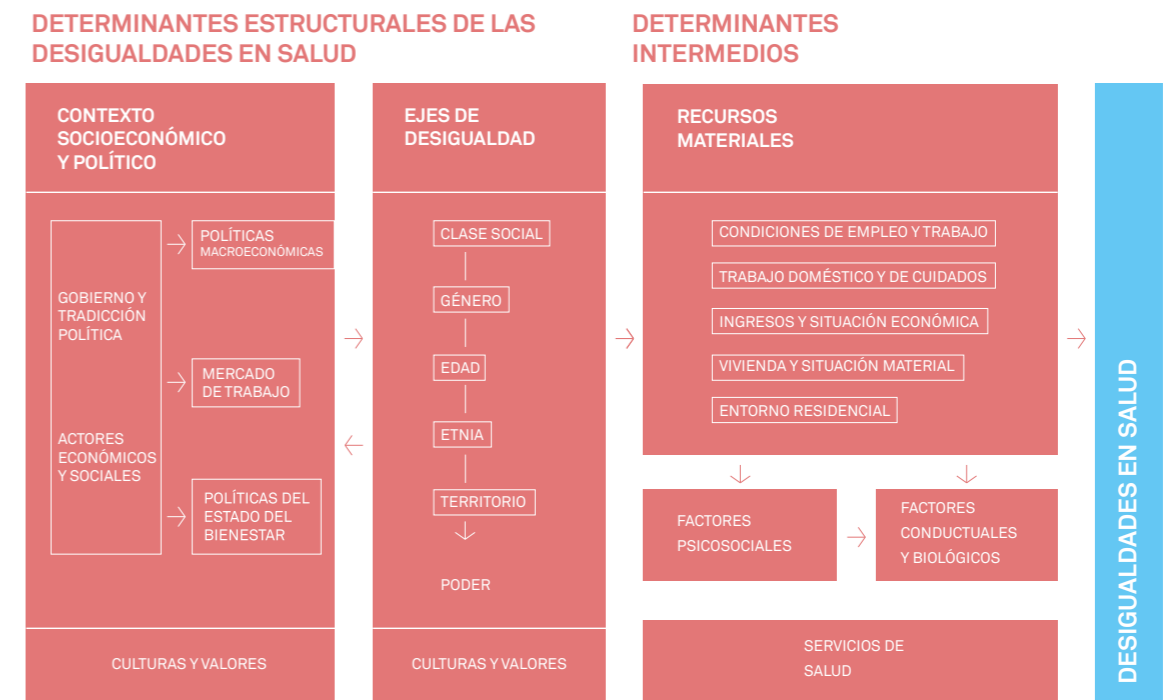 DETERMINANTES ESTRUCTURALES DE LAS
DESIGUALDADES EN SALUD
DETERMINANTES
INTERMEDIOS
CONTEXTO
SOCIOECONÓMICO
Y POLÍTICO
GOBIERNO Y
TRADICCIÓN
POLÍTICA
ACTORES
ECONÓMICOS
Y SOCIALES
POLÍTICAS
MACROECONÓMICAS
MERCADO
DE TRABAJO
POLÍTICAS DEL
ESTADO DEL
BIENESTAR
CULTURAS Y VALORES
EJES DE
DESIGUALDAD
CLASE SOCIAL
GÉNERO
EDAD
ETNIA
TERRITORIO
PODER
CULTURAS Y VALORES
RECURSOS
MATERIALES
CONDICIONES DE EMPLEO Y TRABAJO
TRABAJO DOMÉSTICO Y DE CUIDADOS
INGRESOS Y SITUACIÓN ECONÓMICA
VIVIENDA Y SITUACIÓN MATERIAL
ENTORNO RESIDENCIAL
FACTORES
PSICOSOCIALES
FACTORES
CONDUCTUALES
Y BIOLÓGICOS
SERVICIOS DE
SALUD
DESIGUALDADES EN SALUD